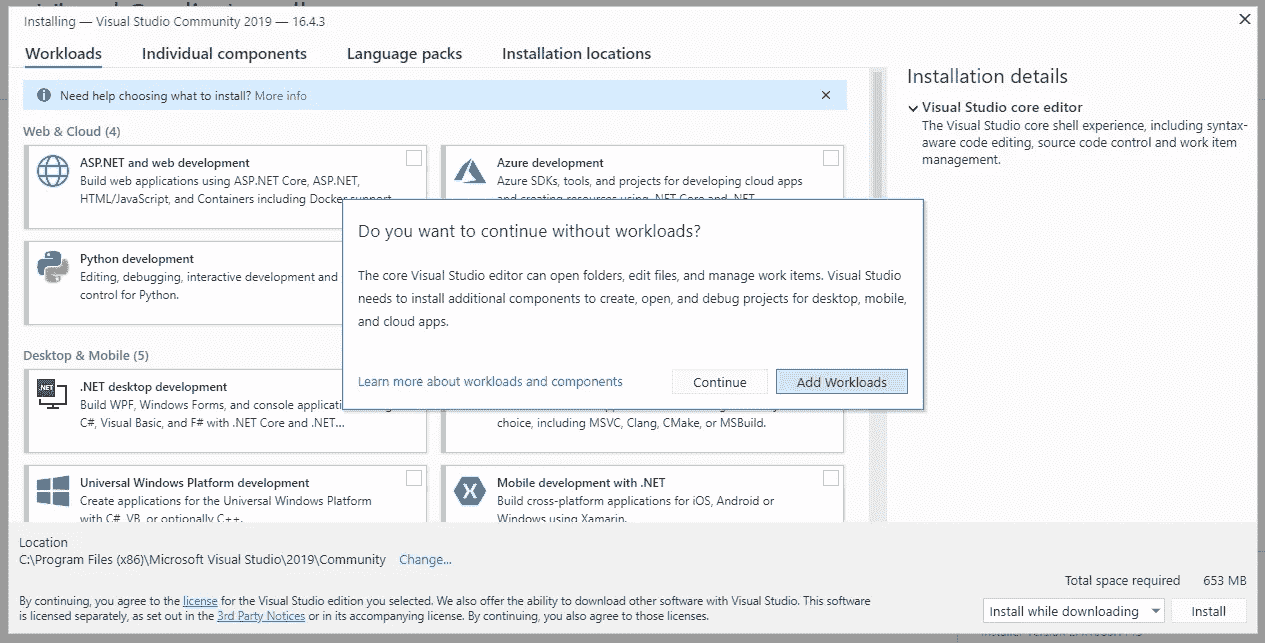 Installing — Visual Studio Community 2019 — 16.4.3
Workloads
Individual components
Language packs
Installation locations
Need help choosing what to install? More info
Web & Cloud (4)
ASP.NET and web development
Build web applications using ASP.NET Core, ASP.NET,
HTML/JavaScript, and Containers including Docker support
Azure development
Azure SDKs, tools, and projects for developing cloud apps
and creating resources using .NET Core and .NET
Python development
Editing, debugging, interactive development and
control for Python.
Do you want to continue without workloads?
The core Visual Studio editor can open folders, edit files, and manage work items. Visual Studio
needs to install additional components to create, open, and debug projects for desktop, mobile,
and cloud apps.
Learn more about workloads and components
Continue
Add Workloads
Desktop & Mobile (5)
.NET desktop development
Build WPF, Windows Forms, and console
C#, Visual Basic, and F# with .NET Core and .NET...
choice, including MSVC, Clang, CMake, or MSBuild.
Universal Windows Platform development
Create applications for the Universal Windows Platform
with C#, VB, or optionally C++.
Mobile development with .NET
Build cross-platform applications for iOS, Android or
Windows using Xamarin.
Installation details
Visual Studio core editor
The Visual Studio core shell experience, including syntax-
aware code editing, source code control and work item
management.
Location
C:\Program Files (x86)\Microsoft Visual Studio\2019\Community Change...
By continuing, you agree to the license for the Visual Studio edition you selected. We also offer the ability to download other software with Visual Studio. This software
is licensed separately, as set out in the 3rd Party Notices or in its accompanying license. By continuing, you also agree to those licenses.
Total space required 653 MB
Install while downloading
Install
.NET